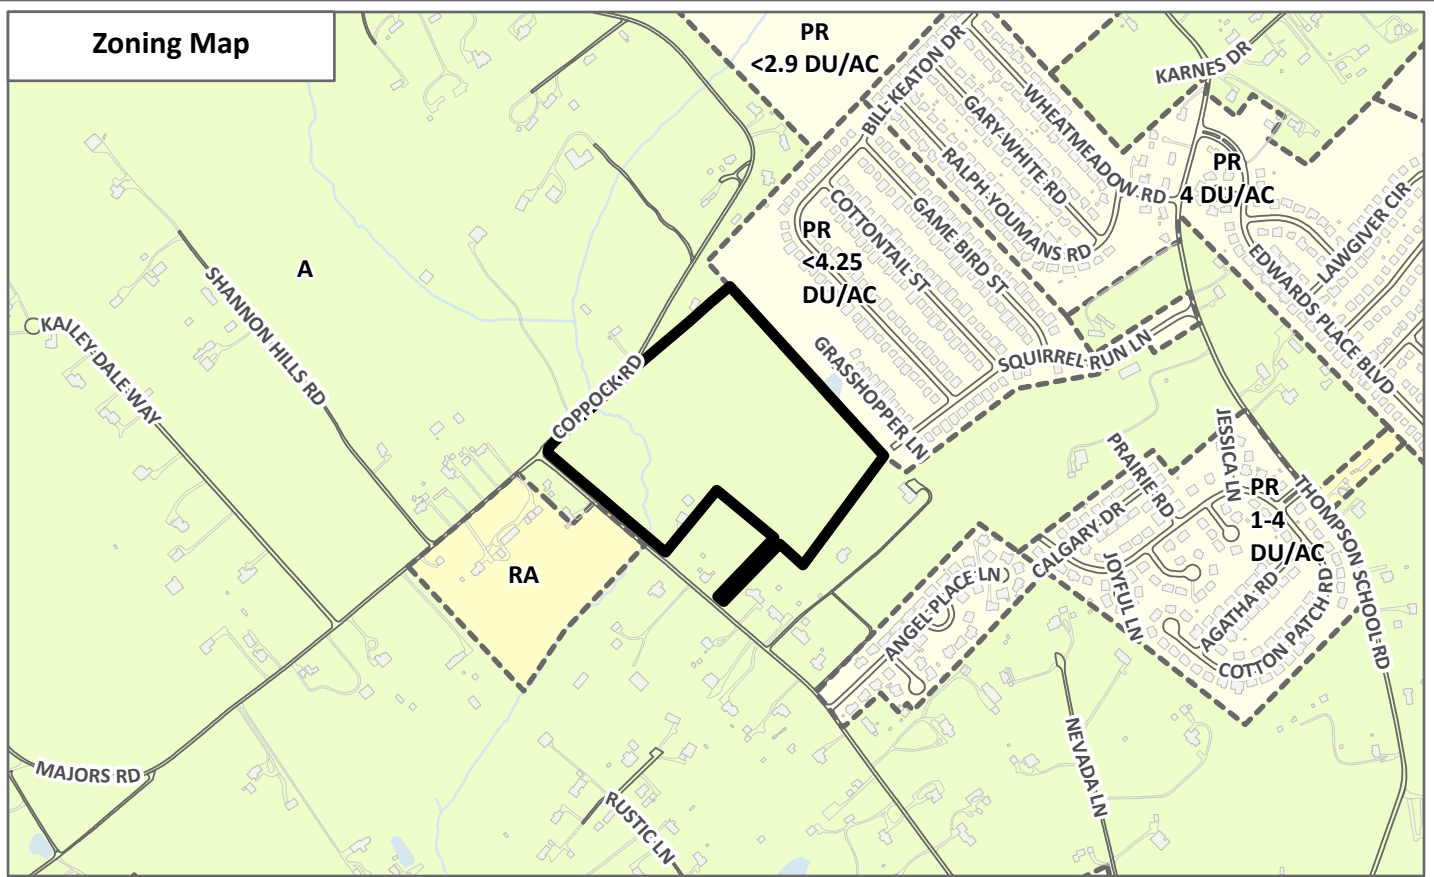 Zoning Map
PR
<2.9 DU/AC
KARNES DR
BILL KEATON DR
WHEATMEADOW RD
GARY WHITE RD
RALPH YOUMANS RD
PR
4 DU/AC
LAWGIVER CIR
EDWARDS PLACE BLVD
COTTONTAIL ST
GAME BIRD ST
PR
<4.25
DU/AC
A
SHANNON HILLS RD
KAILEY DALE WAY
COPPOCK RD
GRASSHOPPER LN
SQUIRREL RUN LN
JESSICA LN
PRAIRIE RD
CALGARY DR
PR
1-4
DU/AC
THOMPSON SCHOOL RD
JOYFUL LN
AGATHA RD
COTTON PATCH RD
ANGEL PLACE LN
RA
NEVADA LN
MAJORS RD
RUSTIC LN